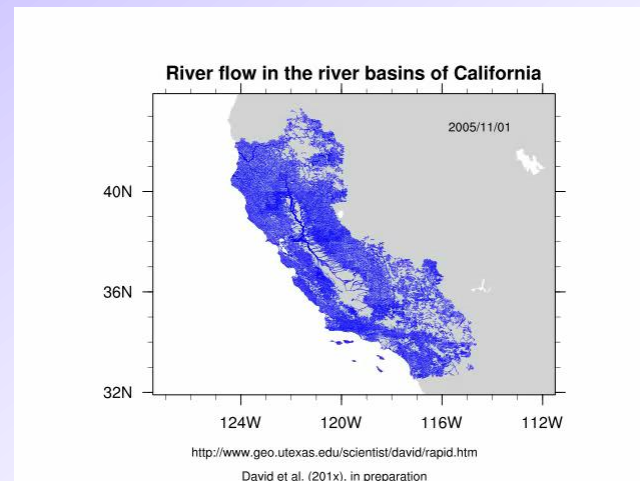 River flow in the river basins of California
2005/11/01
40N
36N
32N
124W 120W 116W 112W
http://www.geo.utexas.edu/scientist/david/rapid.htm
David et al. (201x), in preparation